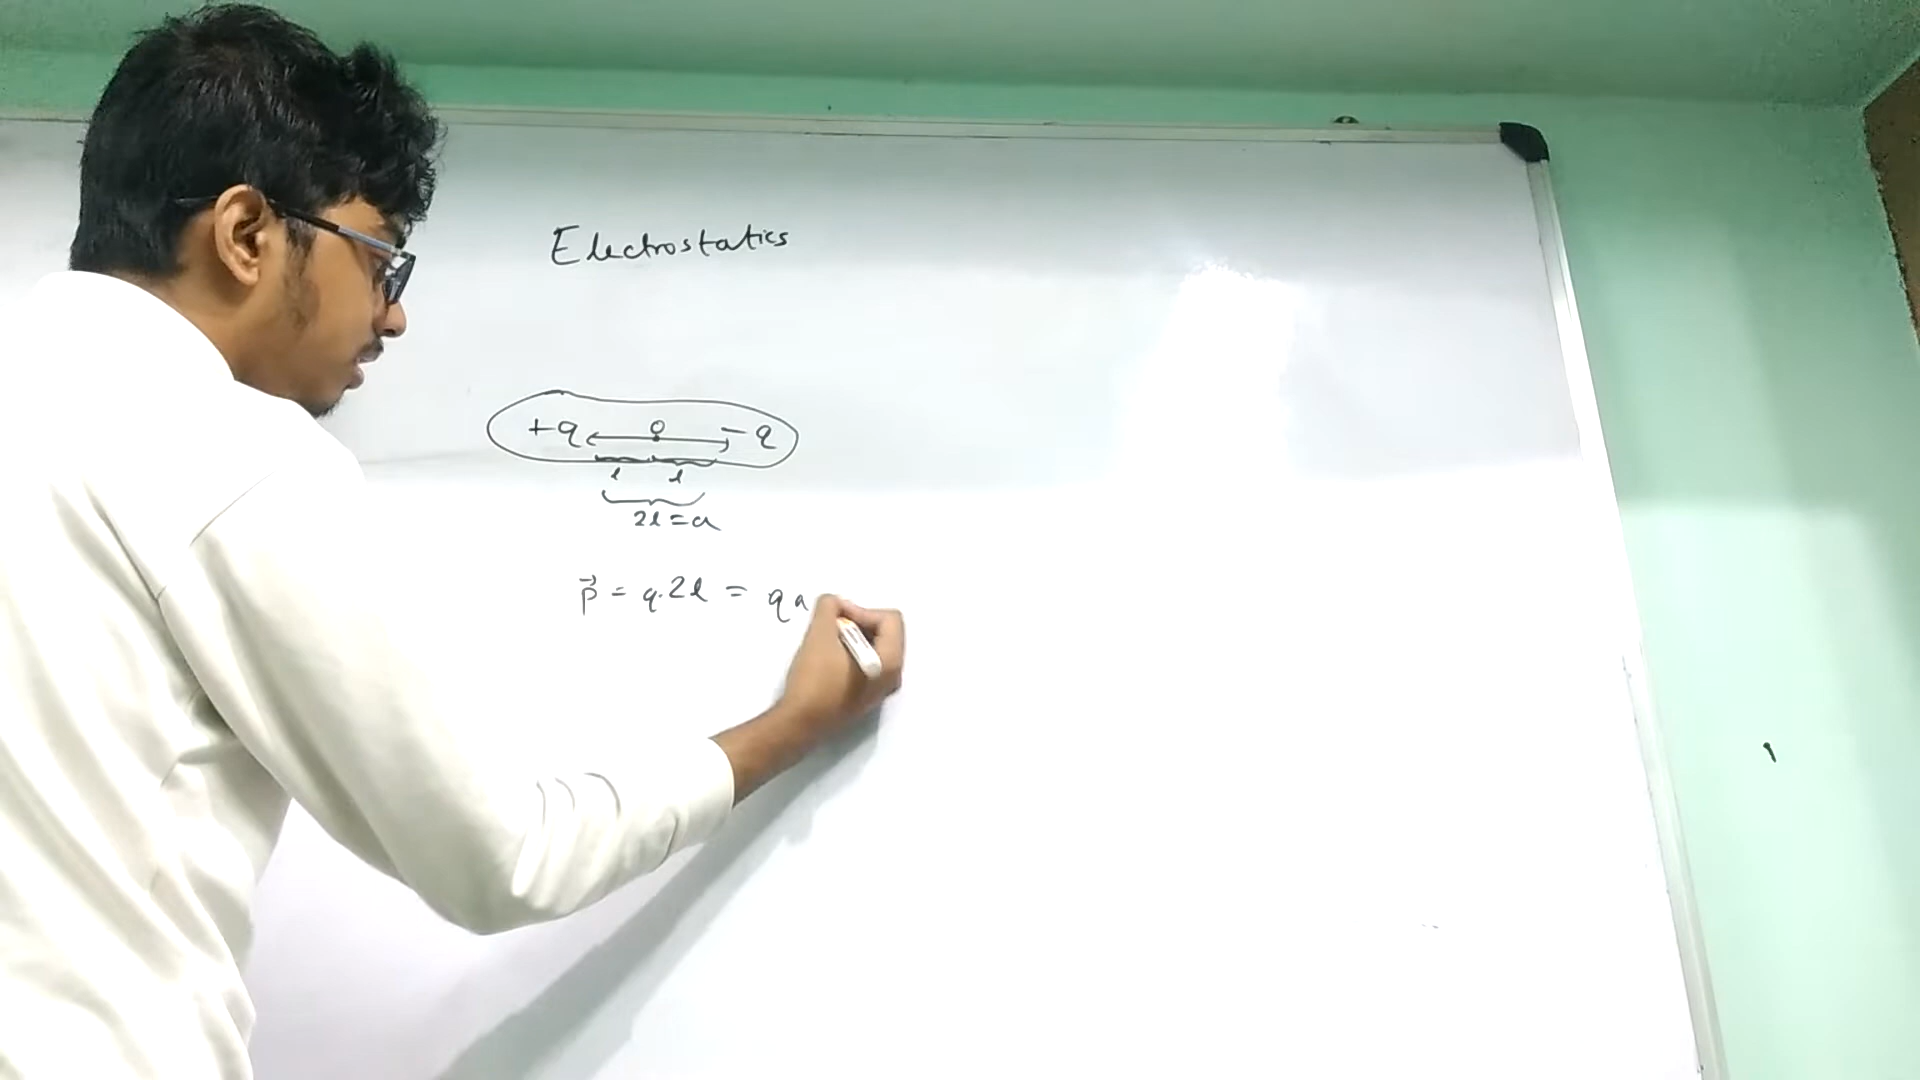 Electrostatics
+q o -q
l l
2l = a
p⃗ = q.2l = qa